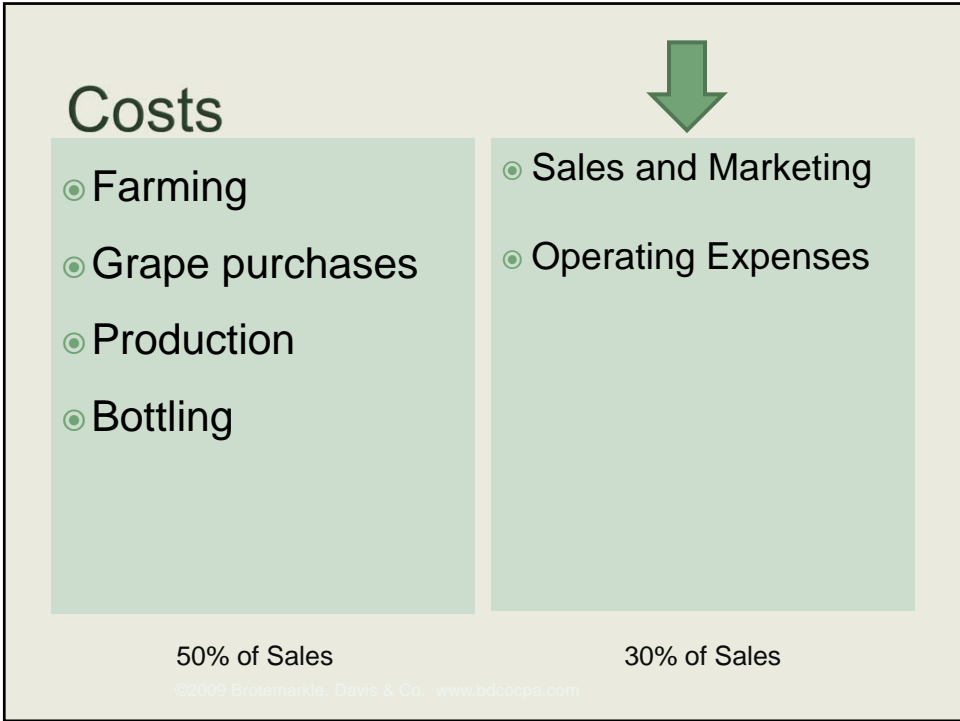 Costs
Farming
Grape purchases
Production
Bottling
Sales and Marketing
Operating Expenses
50% of Sales
30% of Sales
©2009 Brotemarkle, Davis & Co. www.bdcocpa.com